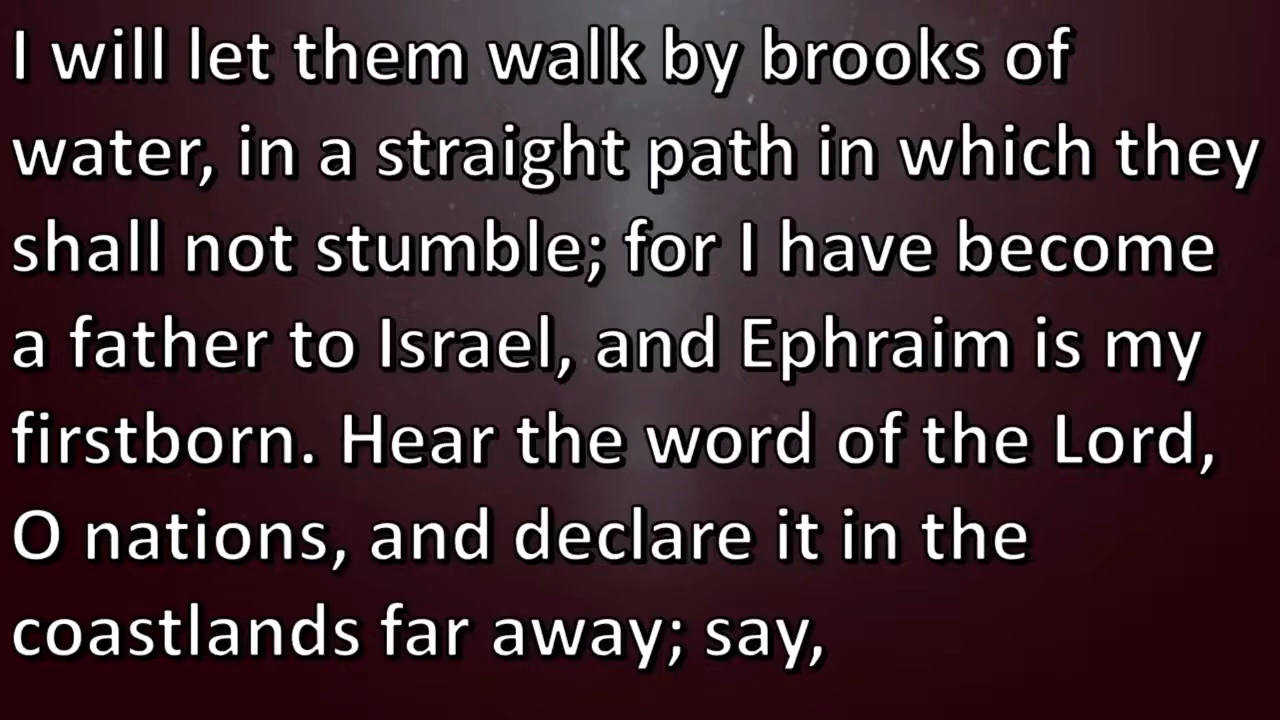 I will let them walk by brooks of
water, in a straight path in which they
shall not stumble; for I have become
a father to Israel, and Ephraim is my
firstborn. Hear the word of the Lord,
O nations, and declare it in the
coastlands far away; say,